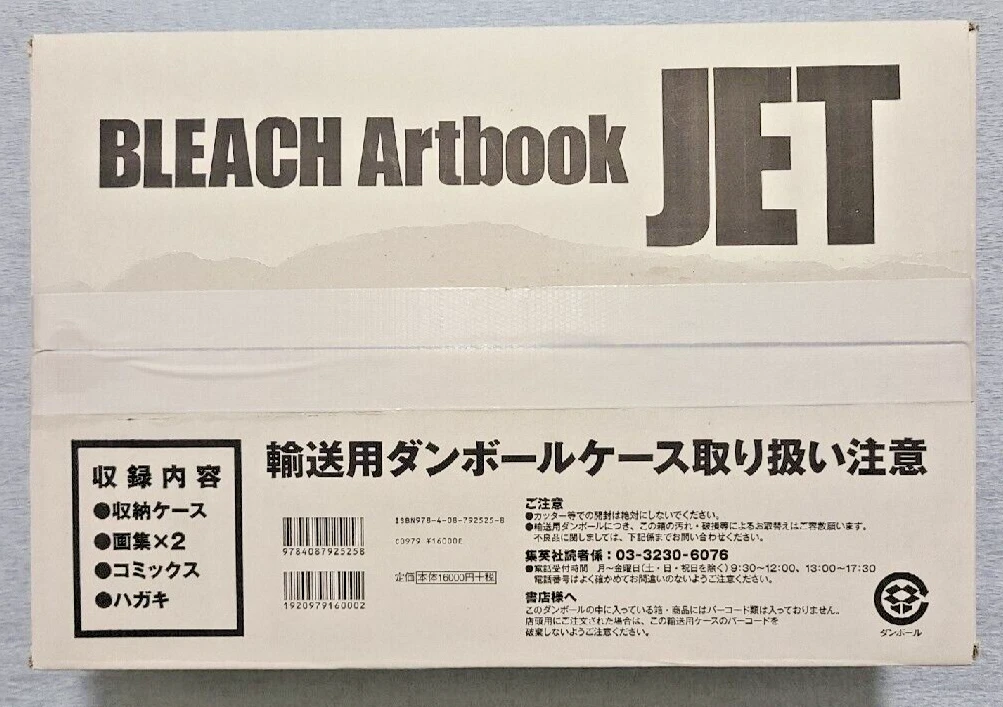 BLEACH Artbook JET
輸送用ダンボールケース取り扱い注意
収録内容
●収納ケース
●画集×2
●コミックス
●ハガキ
9784087925258
ISBN978-4-08-792525-8
C0979 ¥16000E
定価 本体16000円+税
1920979160002
ご注意
●カッター等での開封は絶対にしないでください。
●輸送用ダンボールにつき、この箱の汚れ・破損等によるお取替えはご容赦願います。
不良品に関しましては、下記係までお問い合わせください。
集英社読者係：03-3230-6076
●電話受付時間 月～金曜日(土・日・祝日を除く) 9:30～12:00、13:00～17:30
電話番号はよく確かめてお間違いのないようご注意ください。
書店様へ
このダンボールの中に入っている箱・商品にはバーコード類は入っておりません。
店頭用にご注文された場合は、この輸送用ケースのバーコードを
破棄しないようご注意ください。
ダンボール